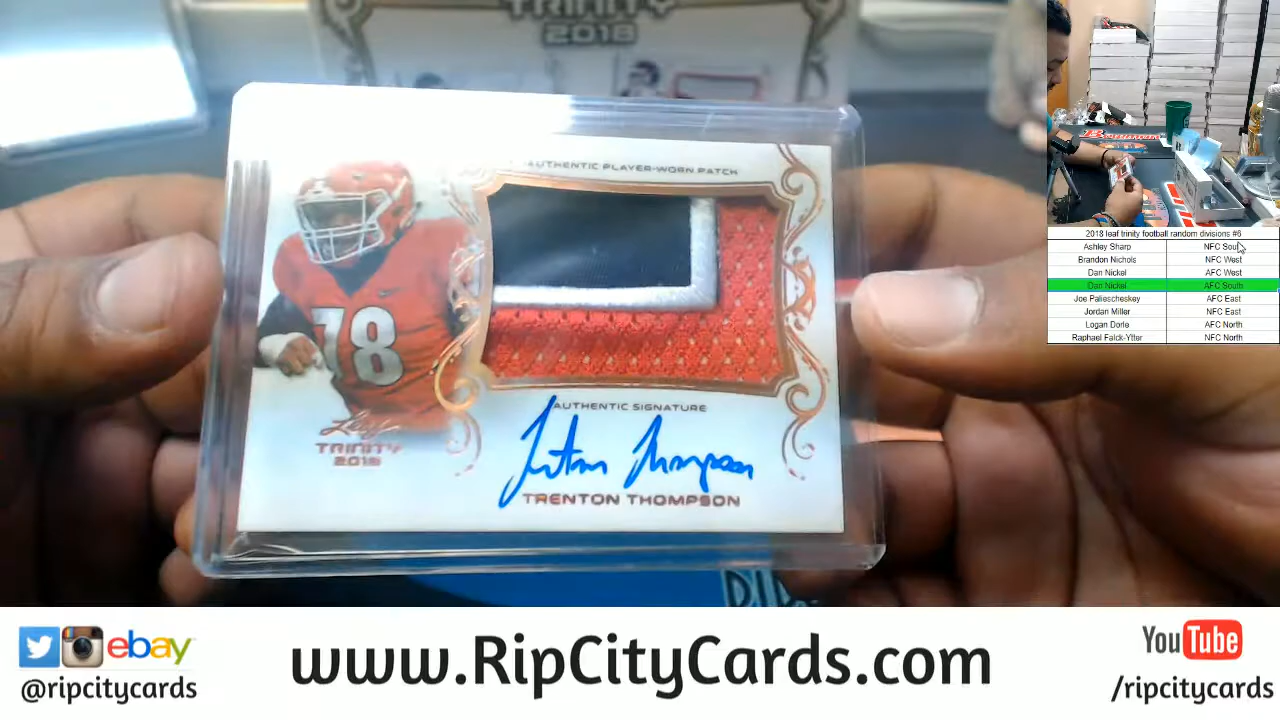 TRINITY
2018
AUTHENTIC PLAYER-WORN PATCH
78
Leaf
TRINITY
2018
AUTHENTIC SIGNATURE
Trenton Thompson
TRENTON THOMPSON
2018 leaf trinity football random divisions #6
Ashley Sharp NFC South
Brandon Nichols NFC West
Dan Nickel AFC West
Dan Nickel AFC South
Joe Paliescheskey AFC East
Jordan Miller NFC East
Logan Dorle AFC North
Raphael Falck-Ytter NFC North
ebay
@ripcitycards
www.RipCityCards.com
YouTube
/ripcitycards